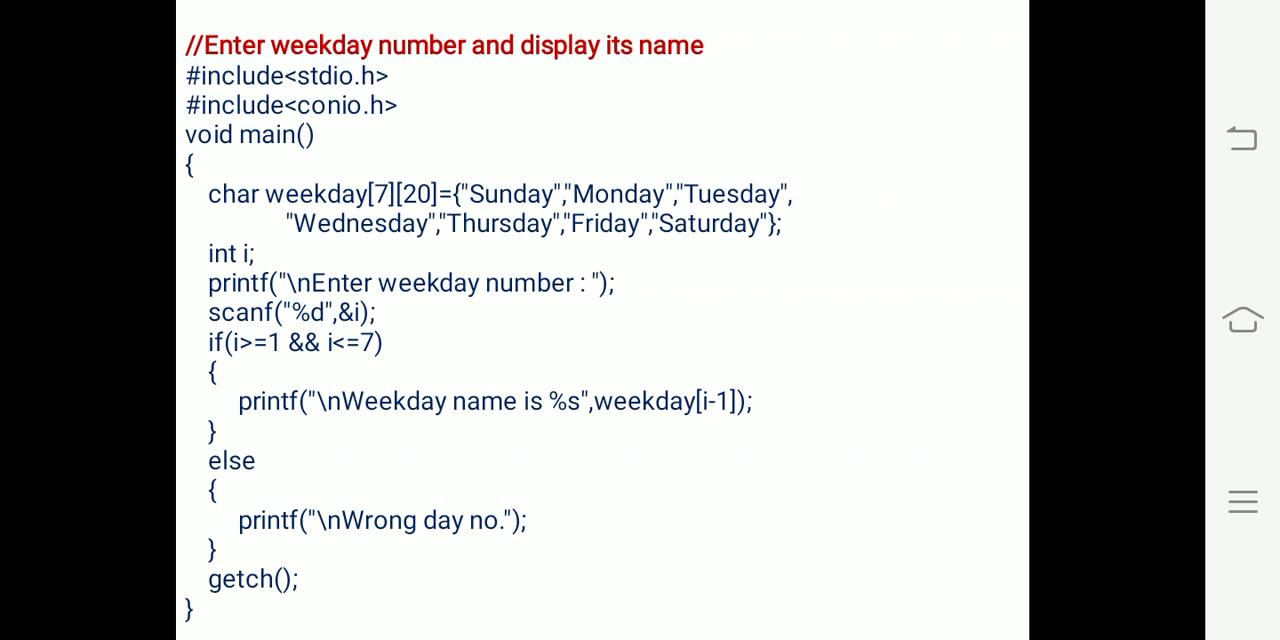 //Enter weekday number and display its name
#include<stdio.h>
#include<conio.h>
void main()
{
char weekday[7][20]={"Sunday","Monday","Tuesday",
"Wednesday","Thursday","Friday","Saturday"};
int i;
printf("\nEnter weekday number : ");
scanf("%d",&i);
if(i>=1 && i<=7)
{
printf("\nWeekday name is %s",weekday[i-1]);
}
else
{
printf("\nWrong day no.");
}
getch();
}